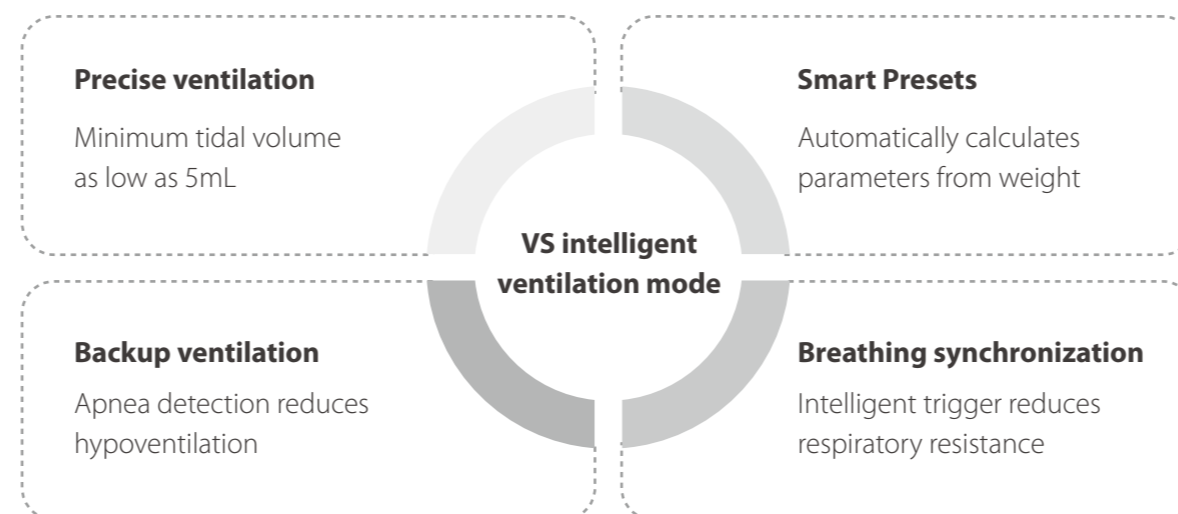 Precise ventilation
Minimum tidal volume
as low as 5mL
Smart Presets
Automatically calculates
parameters from weight
VS intelligent
ventilation mode
Backup ventilation
Apnea detection reduces
hypoventilation
Breathing synchronization
Intelligent trigger reduces
respiratory resistance